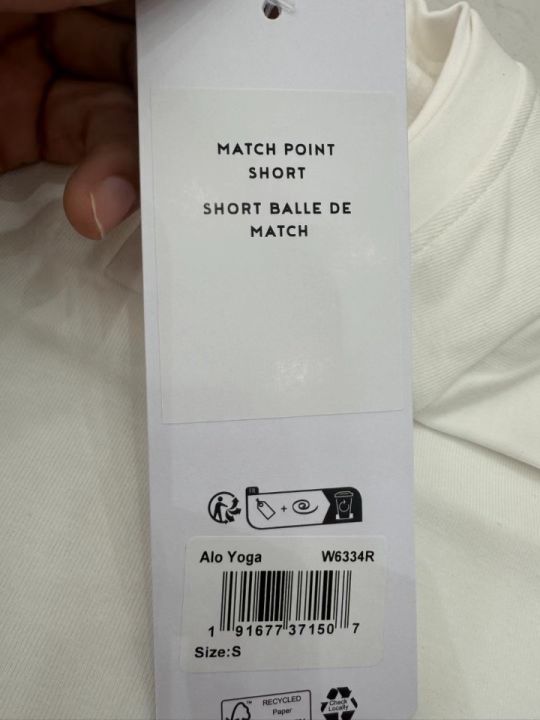 MATCH POINT
SHORT
SHORT BALLE DE
MATCH
FR
Alo Yoga W6334R
1 91677 37150 7
Size:S
RECYCLED
Paper
Check
Locally